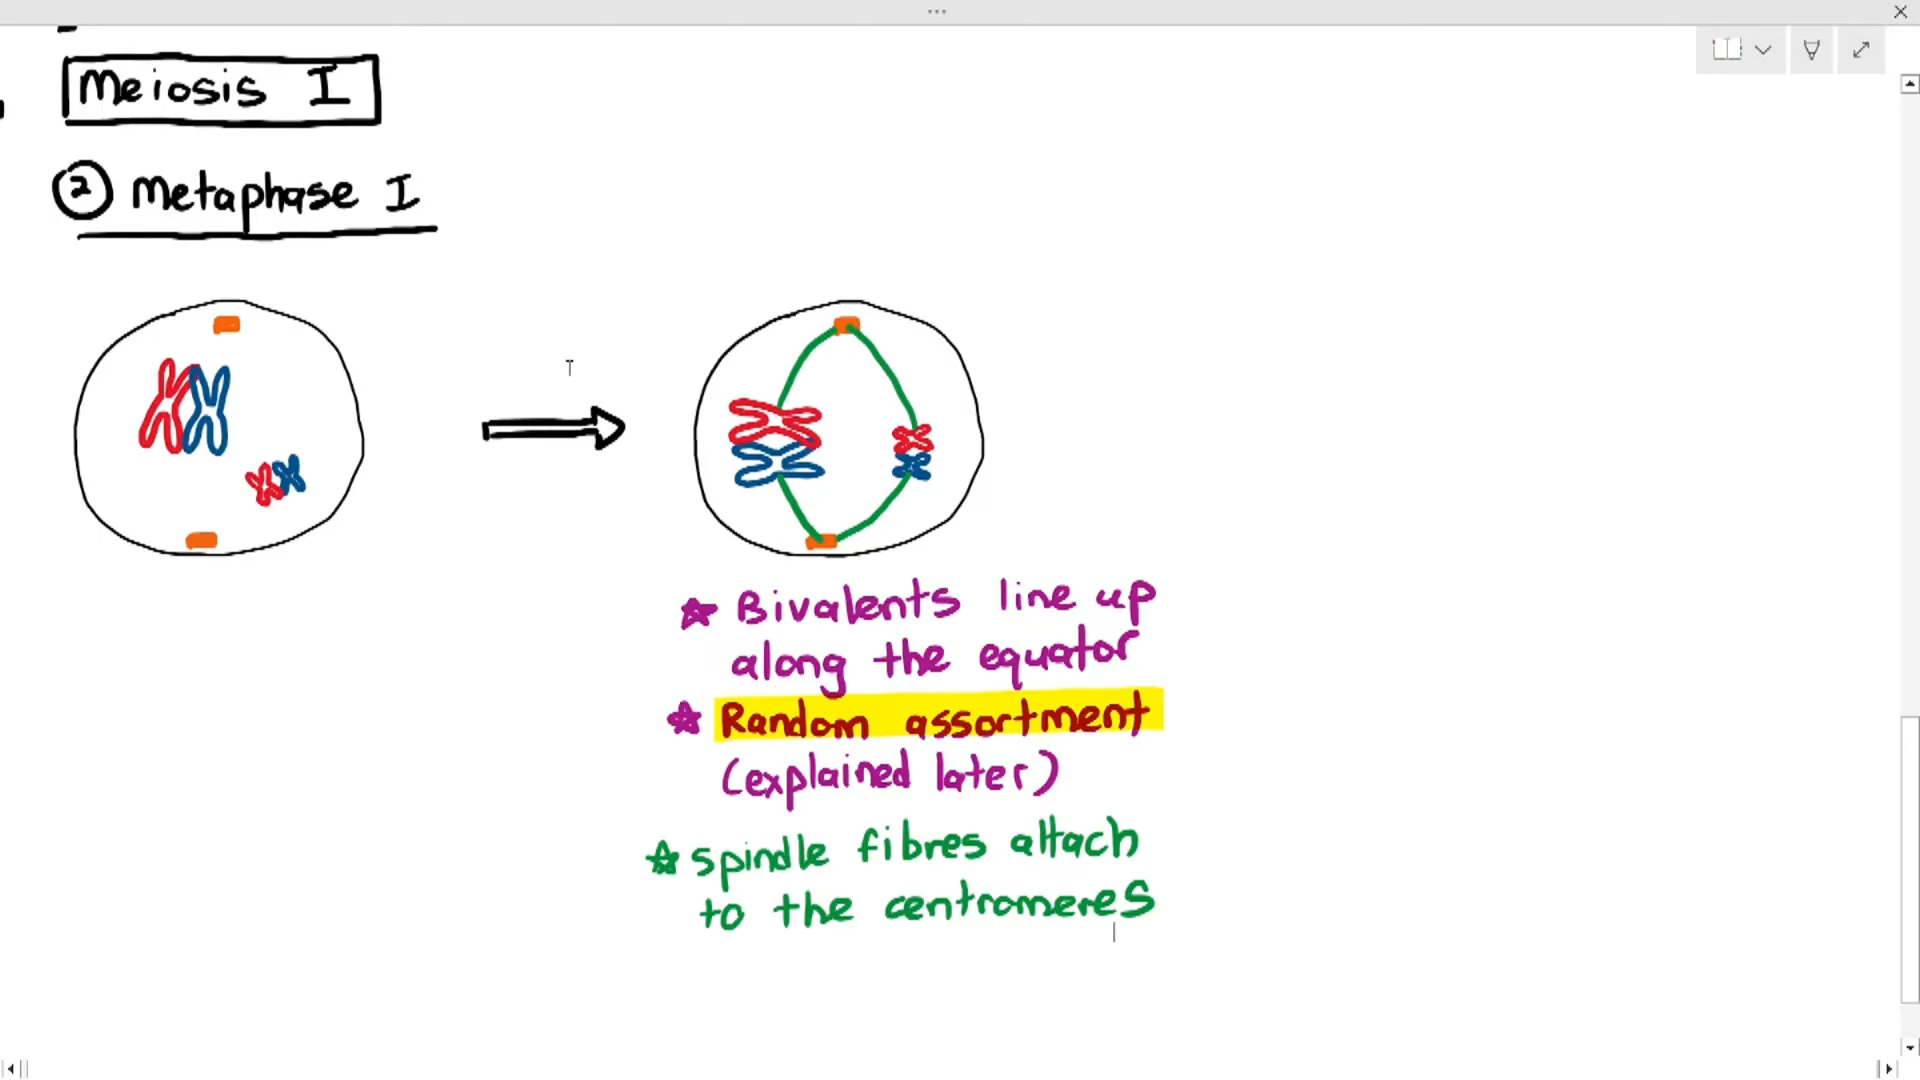 Meiosis I
2 Metaphase I
Bivalents line up
along the equator
Random assortment
(explained later)
spindle fibres attach
to the centromeres